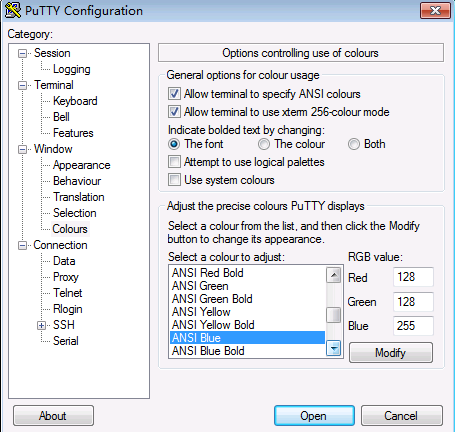 PuTTY Configuration
Category:
Session
Logging
Terminal
Keyboard
Bell
Features
Window
Appearance
Behaviour
Translation
Selection
Colours
Connection
Data
Proxy
Telnet
Rlogin
SSH
Serial
Options controlling use of colours
General options for colour usage
Allow terminal to specify ANSI colours
Allow terminal to use xterm 256-colour mode
Indicate bolded text by changing:
The font The colour Both
Attempt to use logical palettes
Use system colours
Adjust the precise colours PuTTY displays
Select a colour from the list, and then click the Modify
button to change its appearance.
Select a colour to adjust:
ANSI Red Bold
ANSI Green
ANSI Green Bold
ANSI Yellow
ANSI Yellow Bold
ANSI Blue
ANSI Blue Bold
RGB value:
Red 128
Green 128
Blue 255
Modify
About Open Cancel